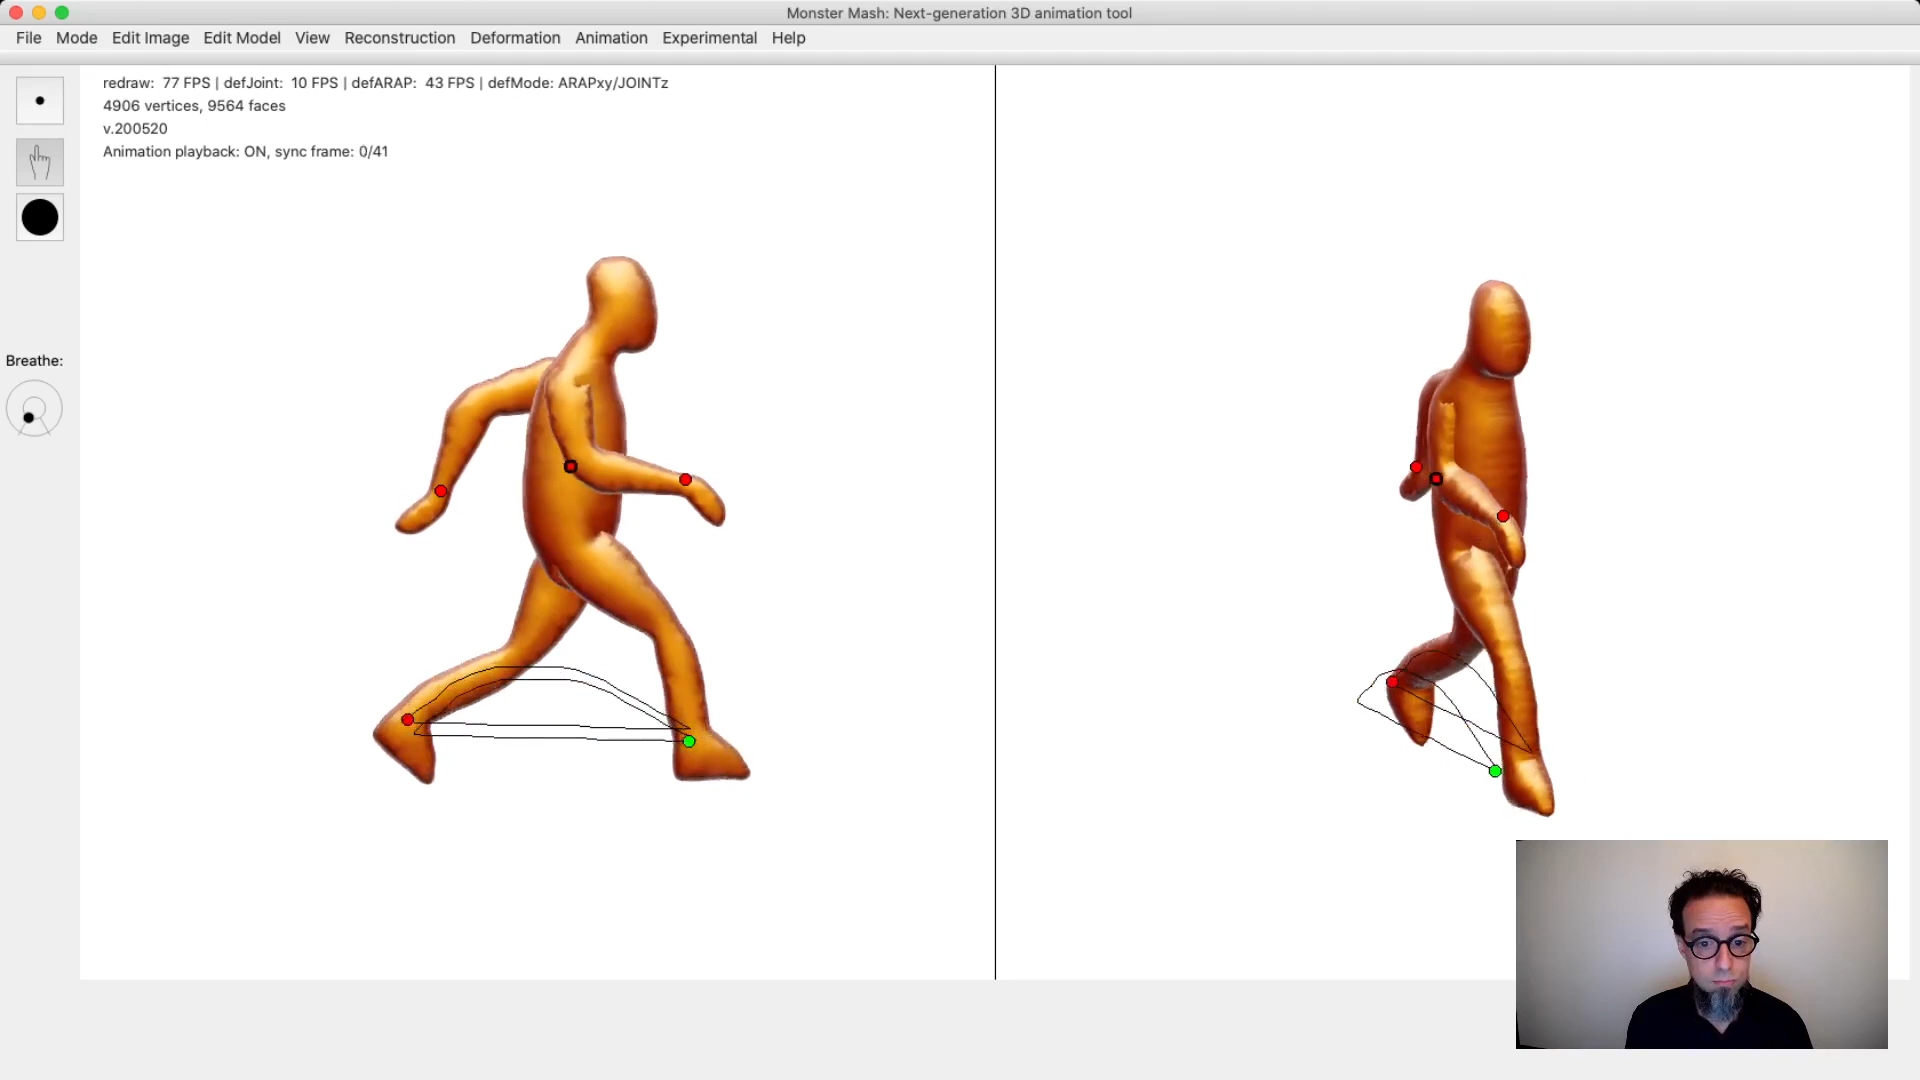 Monster Mash: Next-generation 3D animation tool
File Mode Edit Image Edit Model View Reconstruction Deformation Animation Experimental Help
redraw: 77 FPS | defJoint: 10 FPS | defARAP: 43 FPS | defMode: ARAPxy/JOINTz
4906 vertices, 9564 faces
v.200520
Animation playback: ON, sync frame: 0/41
Breathe: